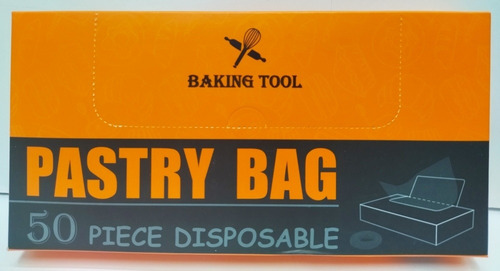 BAKING TOOL
PASTRY BAG
50 PIECE DISPOSABLE